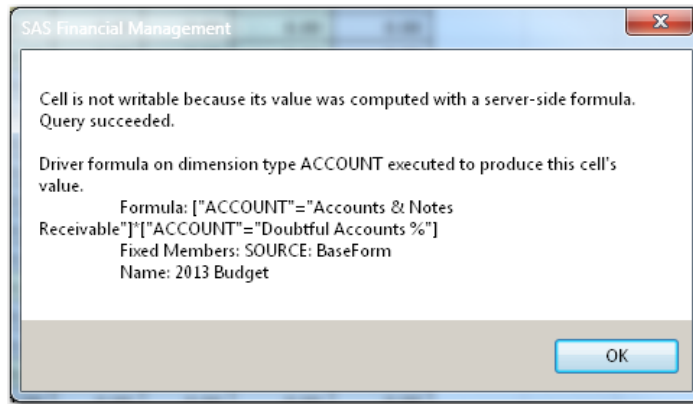 SAS Financial Management
Cell is not writable because its value was computed with a server-side formula.
Query succeeded.
Driver formula on dimension type ACCOUNT executed to produce this cell's
value.
Formula: ["ACCOUNT"="Accounts & Notes
Receivable"]*["ACCOUNT"="Doubtful Accounts %"]
Fixed Members: SOURCE: BaseForm
Name: 2013 Budget
OK